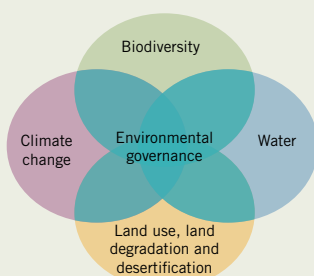 Biodiversity
Climate
change
Environmental
governance
Water
Land use, land
degradation and
desertification